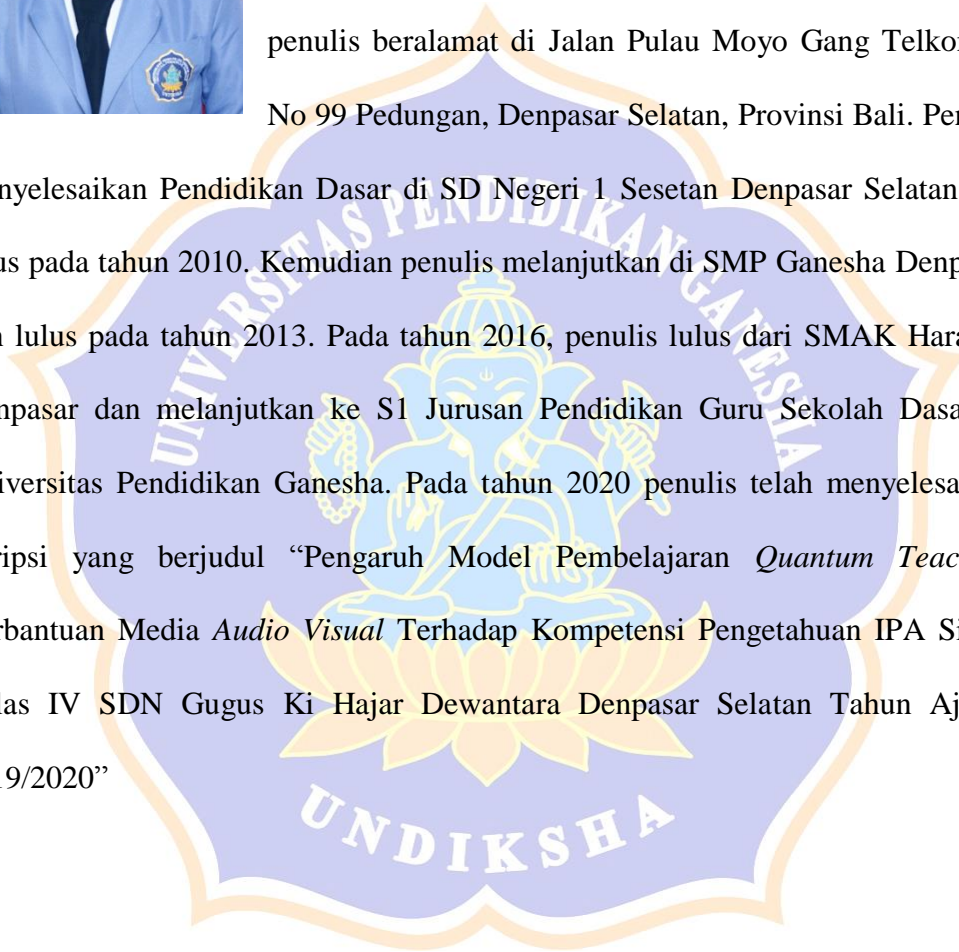 penulis beralamat di Jalan Pulau Moyo Gang Telko
No 99 Pedungan, Denpasar Selatan, Provinsi Bali. Pe
nyelesaikan Pendidikan Dasar di SD Negeri 1 Sesetan Denpasar Selatan
us pada tahun 2010. Kemudian penulis melanjutkan di SMP Ganesha Denp
n lulus pada tahun 2013. Pada tahun 2016, penulis lulus dari SMAK Hara
npasar dan melanjutkan ke S1 Jurusan Pendidikan Guru Sekolah Dasa
iversitas Pendidikan Ganesha. Pada tahun 2020 penulis telah menyelesa
ripsi yang berjudul “Pengaruh Model Pembelajaran Quantum Teac
rbantuan Media Audio Visual Terhadap Kompetensi Pengetahuan IPA Si
las IV SDN Gugus Ki Hajar Dewantara Denpasar Selatan Tahun Aj
19/2020”
UNIVERSITAS PENDIDIKAN GANESHA
UNDIKSHA